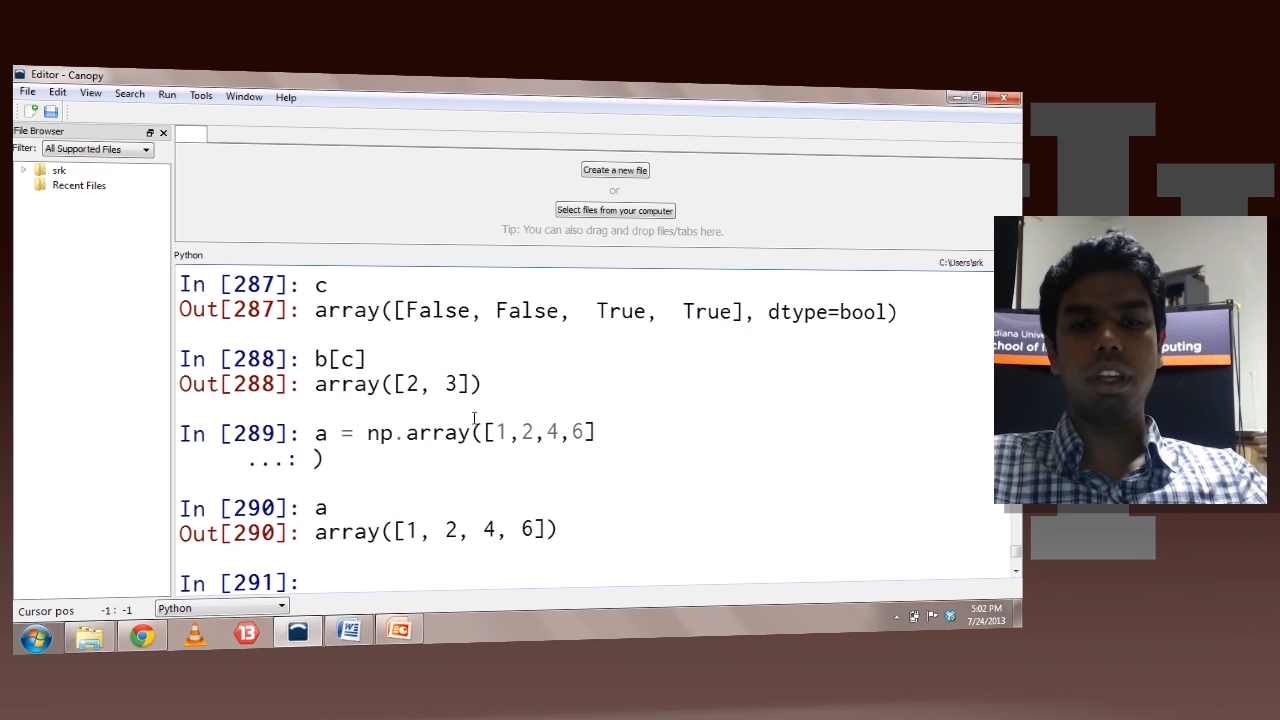 Editor - Canopy
File Edit View Search Run Tools Window Help
File Browser
Filter: All Supported Files
srk
Recent Files
Create a new file
or
Select files from your computer
Tip: You can also drag and drop files/tabs here.
Python
C:\Users\srk
In [287]: c
Out[287]: array([False, False, True, True], dtype=bool)
In [288]: b[c]
Out[288]: array([2, 3])
In [289]: a = np.array([1,2,4,6]
...: )
In [290]: a
Out[290]: array([1, 2, 4, 6])
In [291]:
Cursor pos -1: -1 Python
13
5:02 PM
7/24/2013